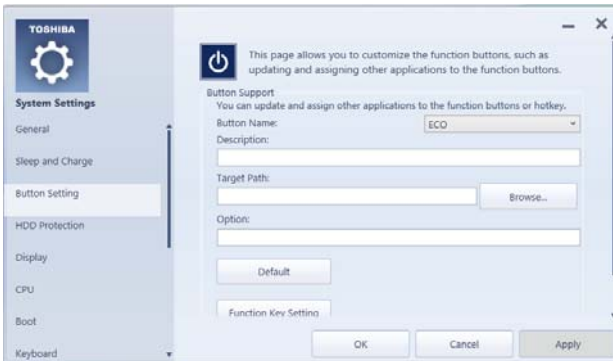 TOSHIBA
System Settings
General
Sleep and Charge
Button Setting
HDD Protection
Display
CPU
Boot
Keyboard
This page allows you to customize the function buttons, such as
updating and assigning other applications to the function buttons.
Button Support
You can update and assign other applications to the function buttons or hotkey.
Button Name:
ECO
Description:
Target Path:
Browse...
Option:
Default
Function Key Setting
OK
Cancel
Apply